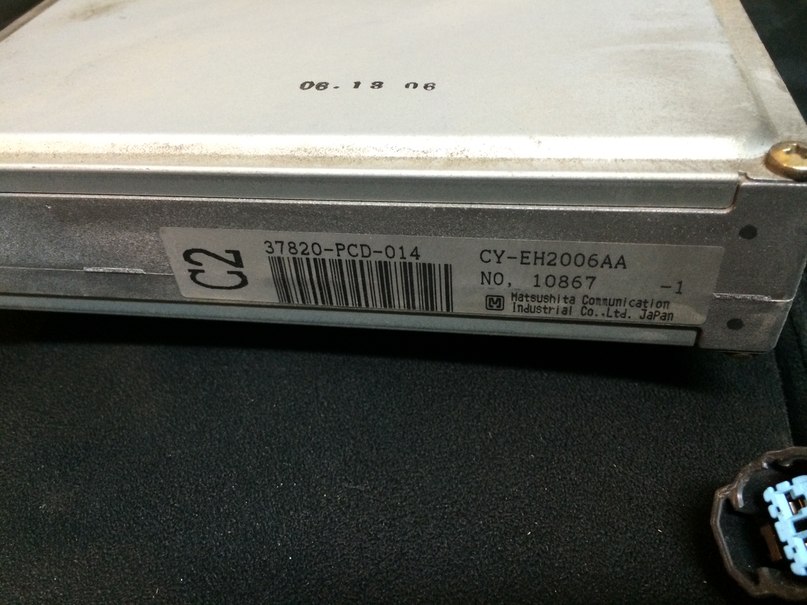 06.13 06
C2
37820-PCD-014
CY-EH2006AA
NO, 10867 -1
M Matsushita Communication
Industrial Co.,Ltd. JaPan